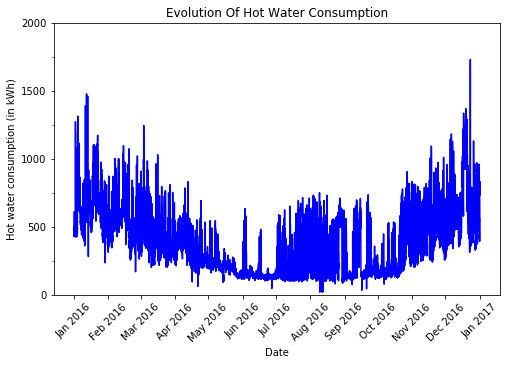 Evolution Of Hot Water Consumption
Hot water consumption (in kWh)
2000
1500
1000
500
0
Jan 2016
Feb 2016
Mar 2016
Apr 2016
May 2016
Jun 2016
Jul 2016
Aug 2016
Sep 2016
Oct 2016
Nov 2016
Dec 2016
Jan 2017
Date